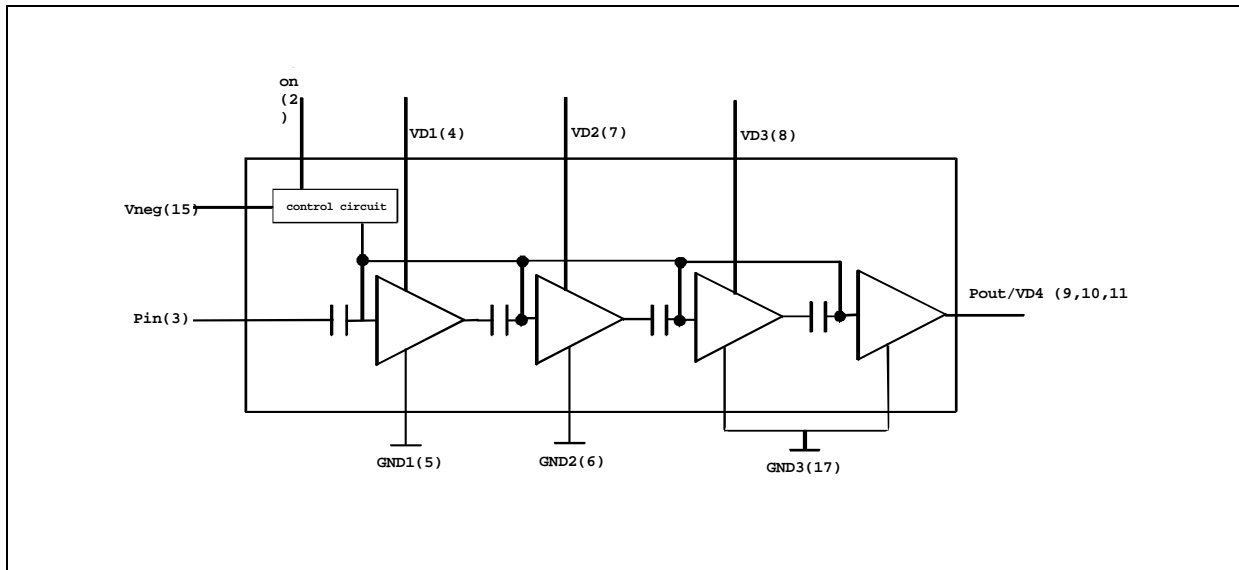 on
(2
)
VD1(4)
VD2(7)
VD3(8)
Vneg(15)
control circuit
Pin(3)
Pout/VD4 (9,10,11
GND1(5)
GND2(6)
GND3(17)